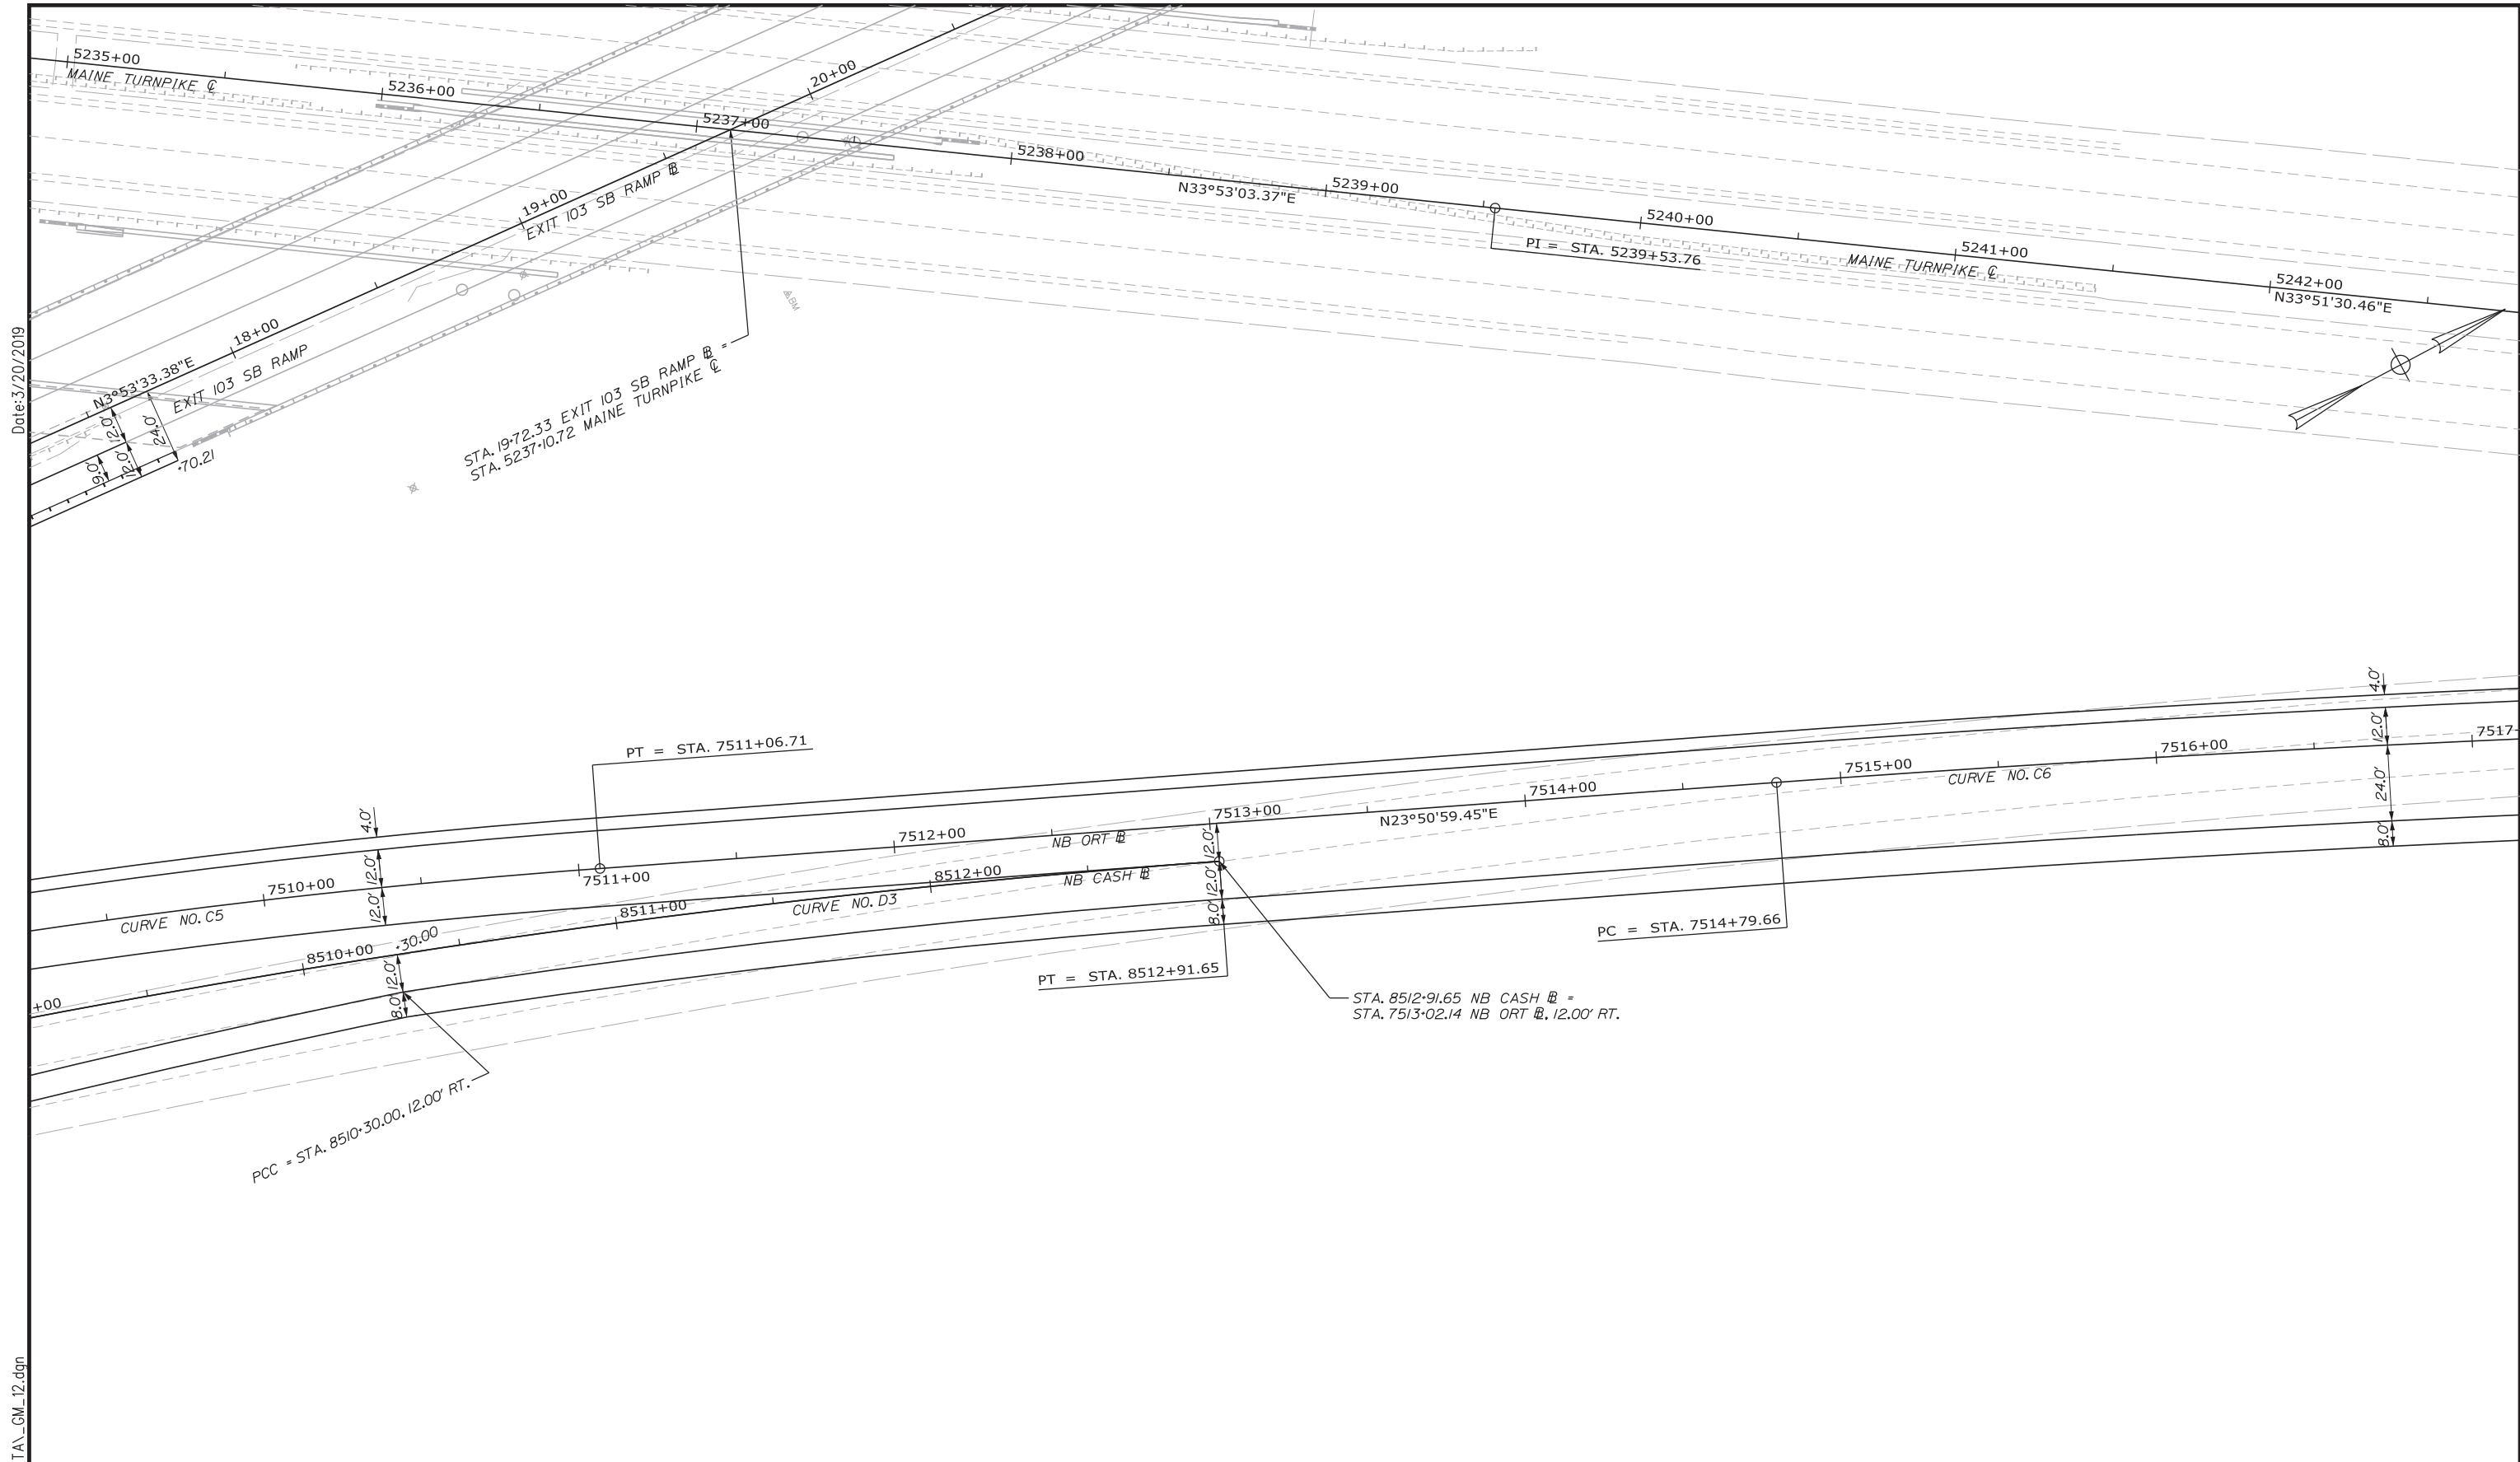 5235+00
MAINE TURNPIKE ℄
5236+00
5237+00
20+00
5238+00
N33°53'03.37"E
5239+00
5240+00
5241+00
5242+00
N33°51'30.46"E
PI = STA. 5239+53.76
MAINE TURNPIKE ℄
19+00
EXIT 103 SB RAMP BL
BM
18+00
N3°53'33.38"E
EXIT 103 SB RAMP
12.0'
24.0'
9.0'
12.0'
+70.21
STA. 19+72.33 EXIT 103 SB RAMP BL =
STA. 5237+10.72 MAINE TURNPIKE ℄
Date:3/20/2019
PT = STA. 7511+06.71
4.0'
12.0'
12.0'
7510+00
CURVE NO. C5
7511+00
7512+00
NB ORT BL
7513+00
N23°50'59.45"E
7514+00
7515+00
CURVE NO. C6
7516+00
7517+
4.0'
12.0'
24.0'
8.0'
+00
8510+00
+30.00
12.0'
8.0'
8511+00
CURVE NO. D3
8512+00
NB CASH BL
12.0'
12.0'
8.0'
PC = STA. 7514+79.66
PT = STA. 8512+91.65
STA. 8512+91.65 NB CASH BL =
STA. 7513+02.14 NB ORT BL, 12.00' RT.
PCC = STA. 8510+30.00, 12.00' RT.
TA\_GM_12.dgn